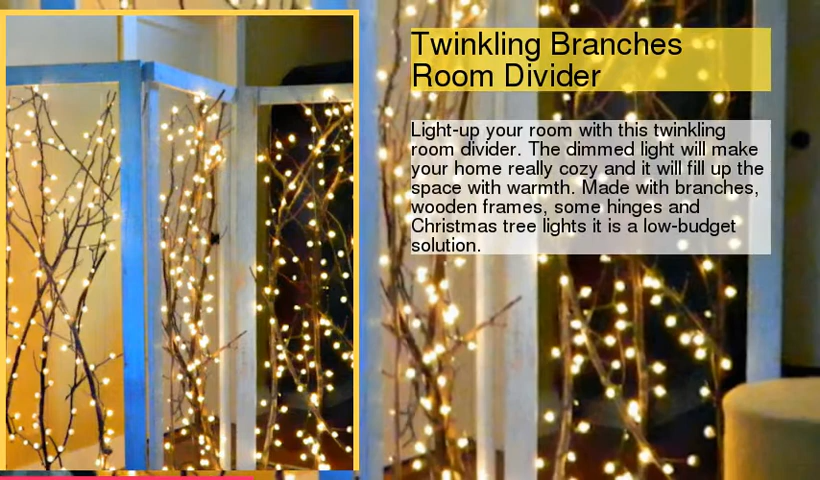 Twinkling Branches
Room Divider
Light-up your room with this twinkling
room divider. The dimmed light will make
your home really cozy and it will fill up the
space with warmth. Made with branches,
wooden frames, some hinges and
Christmas tree lights it is a low-budget
solution.